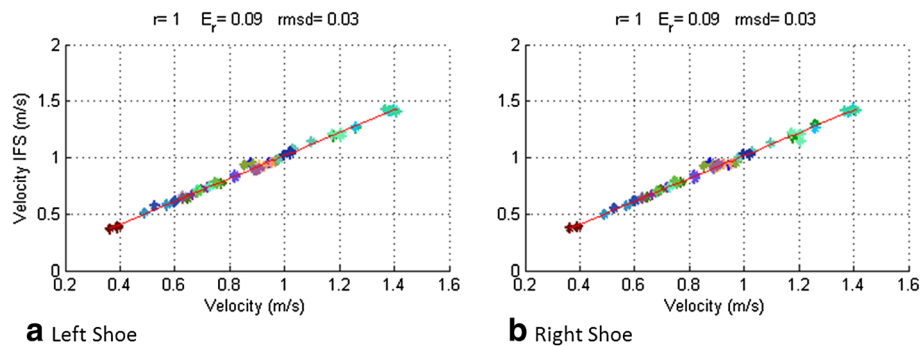 r= 1 Er= 0.09 rmsd= 0.03
2
1.5
1
0.5
0
Velocity IFS (m/s)
0.2 0.4 0.6 0.8 1 1.2 1.4 1.6
Velocity (m/s)
a Left Shoe
r= 1 Er= 0.09 rmsd= 0.03
2
1.5
1
0.5
0
0.2 0.4 0.6 0.8 1 1.2 1.4 1.6
Velocity (m/s)
b Right Shoe